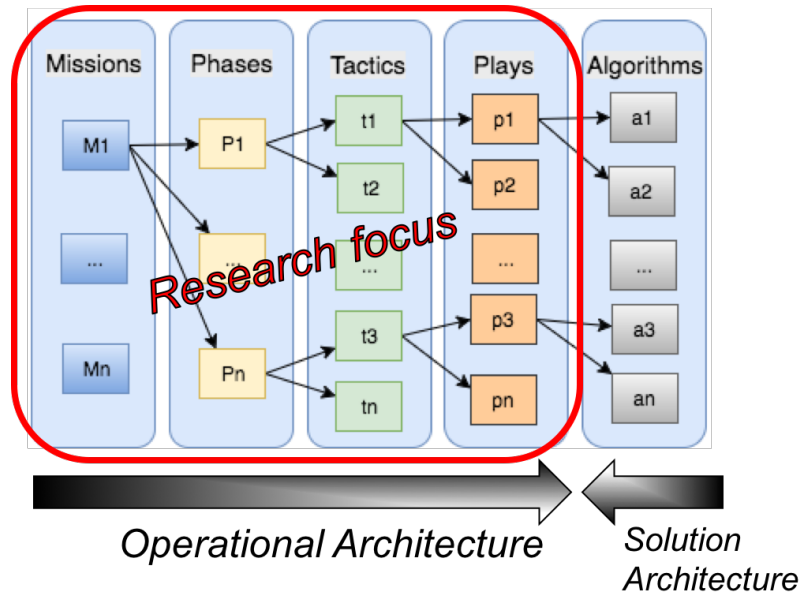 Missions Phases Tactics Plays Algorithms
M1 P1 t1 p1 a1
t2 p2 a2
... ... ... ... ...
Research focus
Mn Pn t3 p3 a3
tn pn an
Operational Architecture
Solution
Architecture